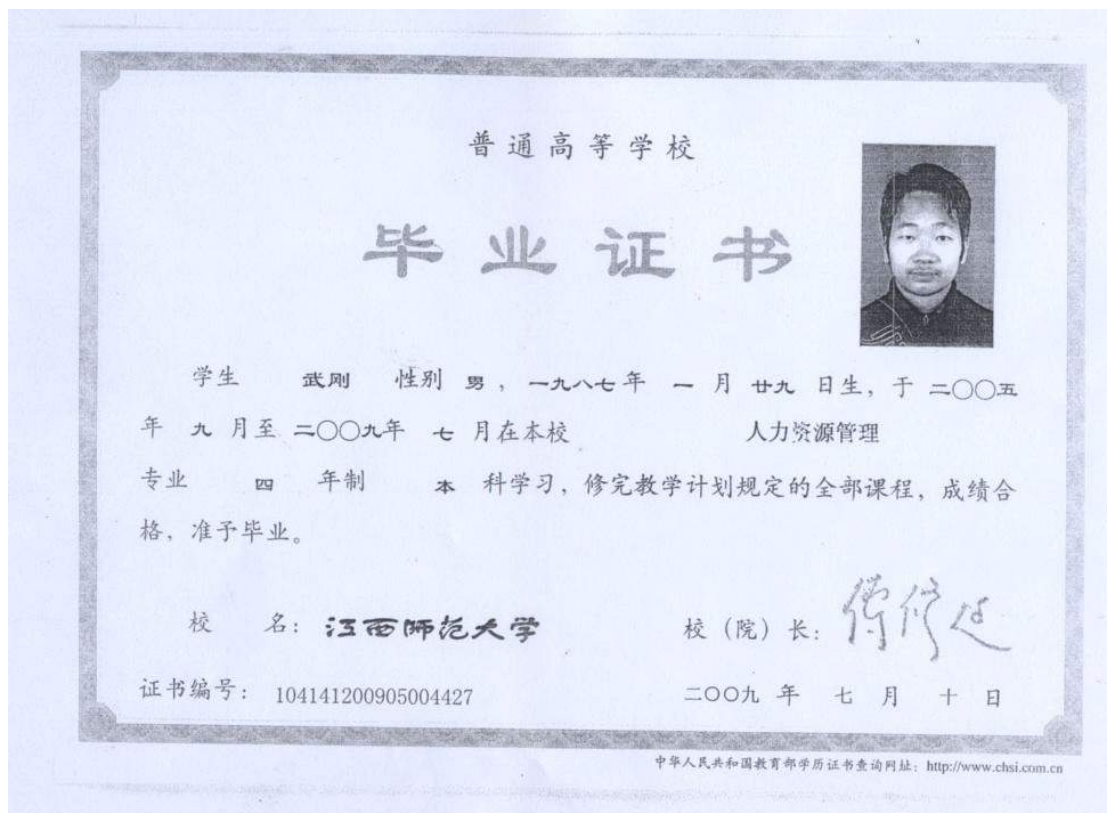 普通高等学校
毕业证书
学生 武刚 性别 男，一九八七年 一 月 廿九 日生，于 二〇〇五
年 九 月至 二〇〇九年 七 月在本校 人力资源管理
专业 四 年制 本 科学习，修完教学计划规定的全部课程，成绩合
格，准予毕业。
校 名：江西师范大学 校（院）长：傅修延
证书编号：104141200905004427 二〇〇九 年 七 月 十 日
中华人民共和国教育部学历证书查询网址：http://www.chsi.com.cn